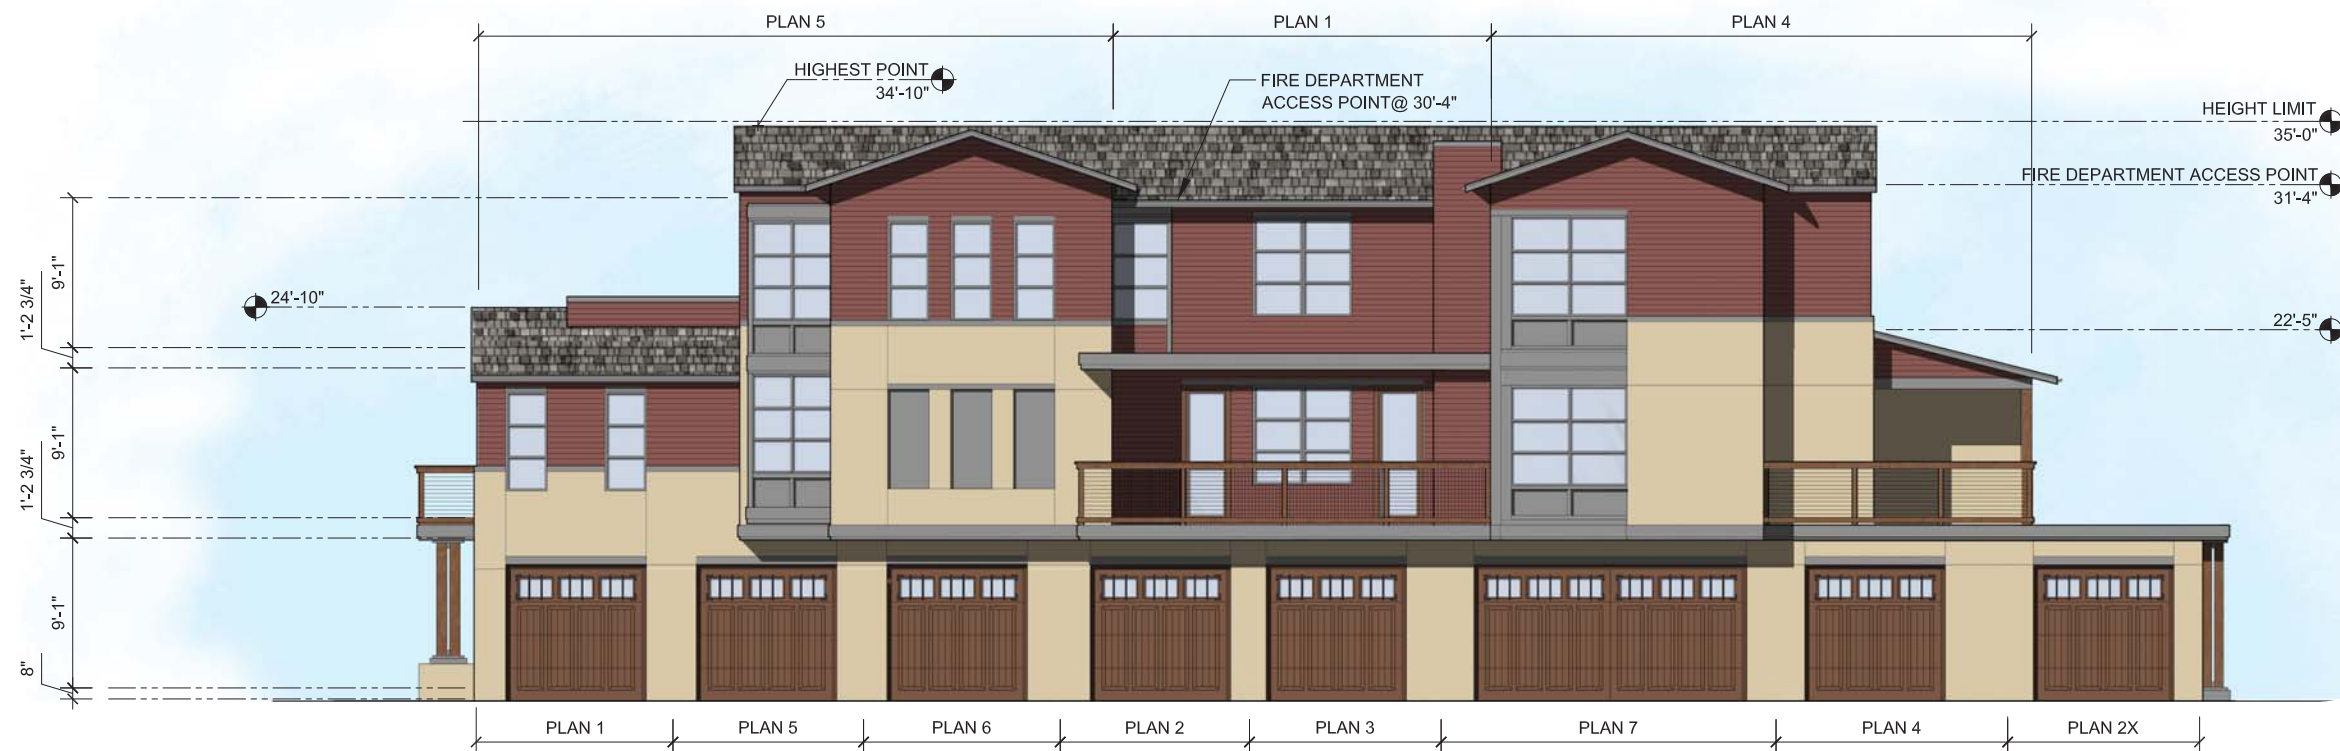 PLAN 5
PLAN 1
PLAN 4
HIGHEST POINT
34'-10"
FIRE DEPARTMENT
ACCESS POINT@ 30'-4"
HEIGHT LIMIT
35'-0"
FIRE DEPARTMENT ACCESS POINT
31'-4"
24'-10"
22'-5"
9'-1"
1'-2 3/4"
9'-1"
1'-2 3/4"
9'-1"
8"
PLAN 1
PLAN 5
PLAN 6
PLAN 2
PLAN 3
PLAN 7
PLAN 4
PLAN 2X